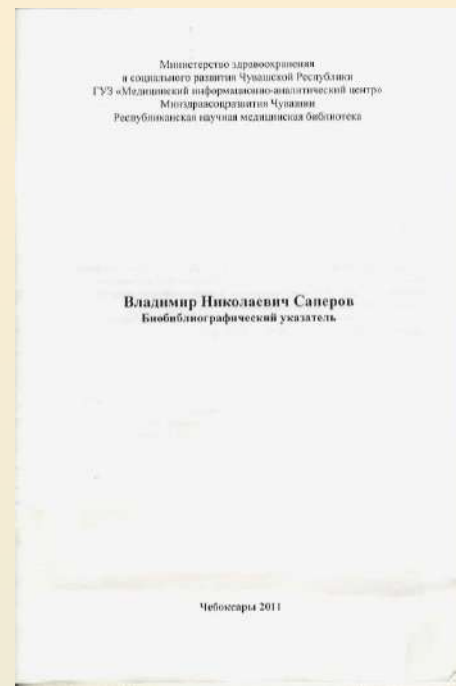 Министерство здравоохранения
и социального развития Чувашской Республики
ГУЗ «Медицинский информационно-аналитический центр»
Минздравсоцразвития Чувашии
Республиканская научная медицинская библиотека
Владимир Николаевич Саперов
Биобиблиографический указатель
Чебоксары 2011